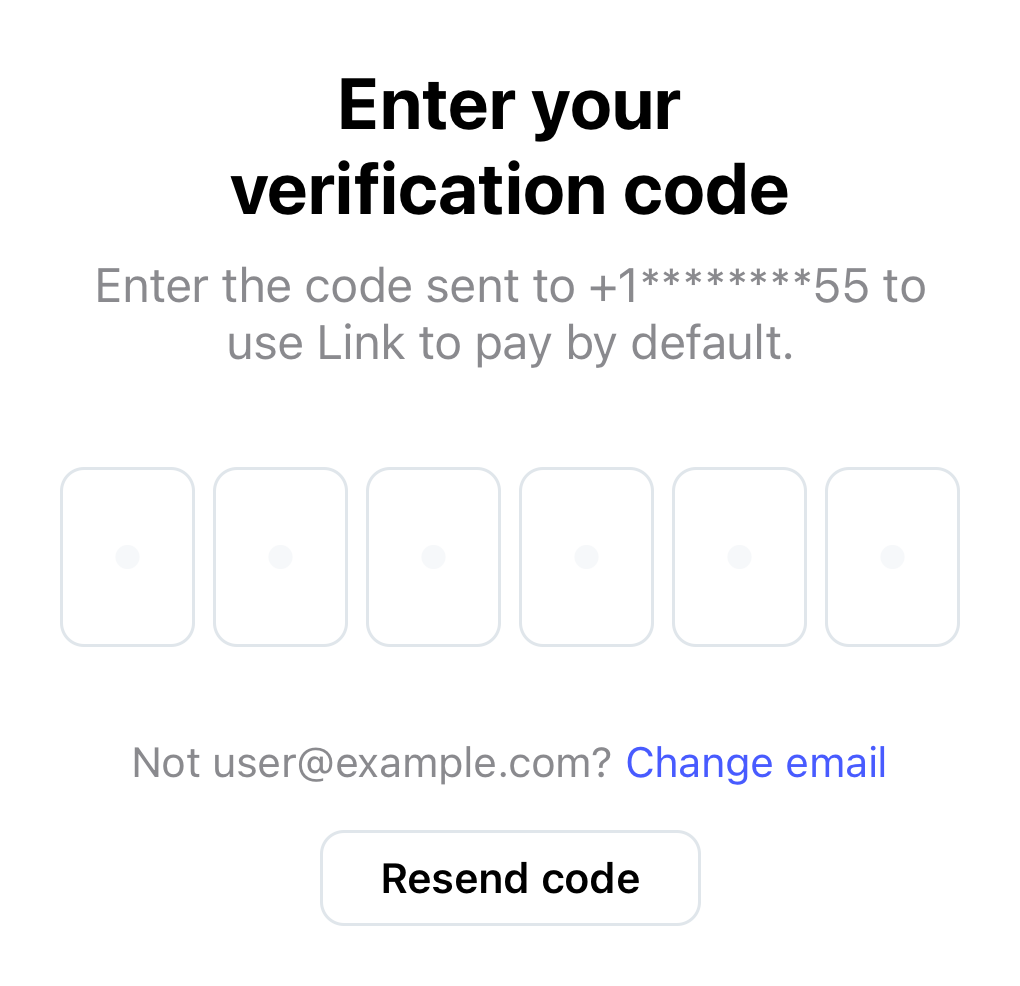 Enter your
verification code
Enter the code sent to +1********55 to
use Link to pay by default.
Not user@example.com? Change email
Resend code